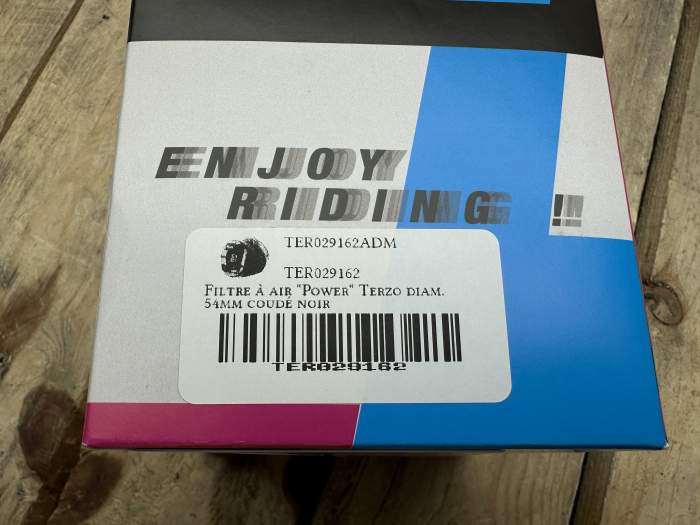 ENJOY
RIDING !!
TER029162ADM
TER029162
FILTRE À AIR "POWER" TERZO DIAM.
54MM COUDÉ NOIR
TER029162